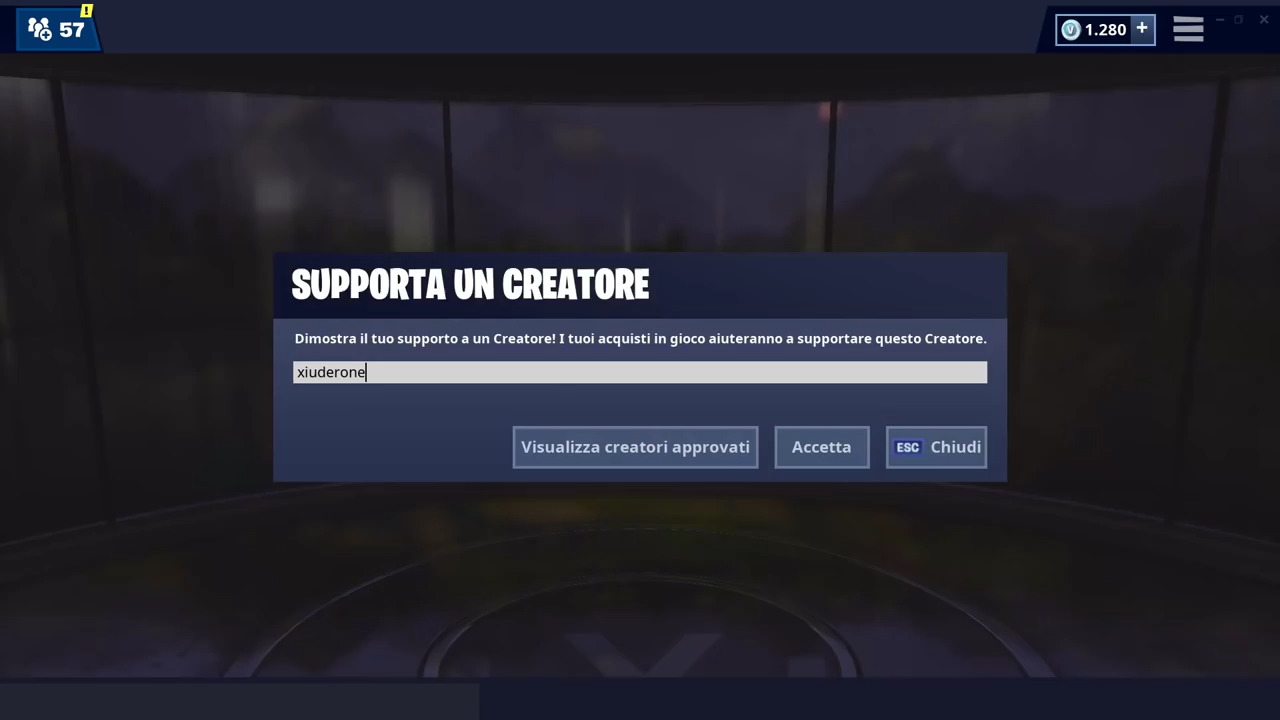 57
!
1.280 +
SUPPORTA UN CREATORE
Dimostra il tuo supporto a un Creatore! I tuoi acquisti in gioco aiuteranno a supportare questo Creatore.
xiuderone
Visualizza creatori approvati
Accetta
ESC Chiudi